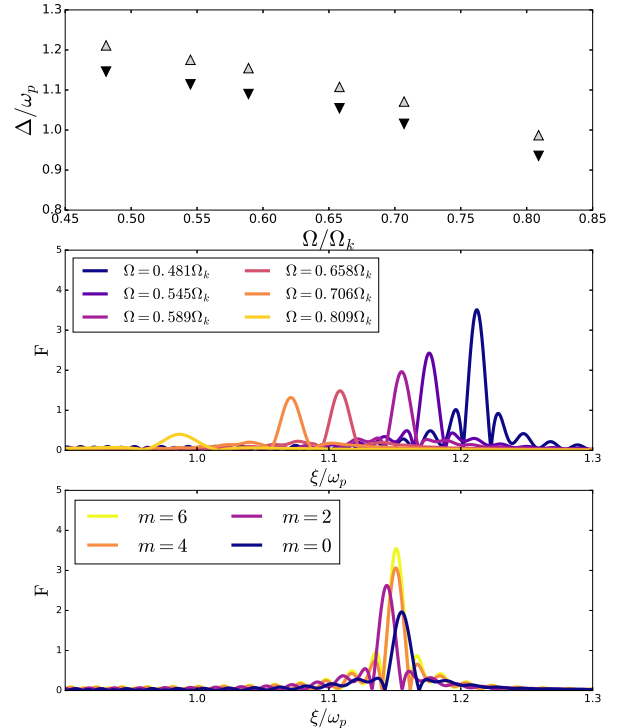 1.3
1.2
1.1
1.0
0.9
0.8
Δ/ω_p
0.45 0.50 0.55 0.60 0.65 0.70 0.75 0.80 0.85
Ω/Ω_k
5
4
3
2
1
0
F
Ω = 0.481Ω_k Ω = 0.658Ω_k
Ω = 0.545Ω_k Ω = 0.706Ω_k
Ω = 0.589Ω_k Ω = 0.809Ω_k
1.0 1.1 1.2 1.3
ξ/ω_p
5
4
3
2
1
0
F
m = 6 m = 2
m = 4 m = 0
1.0 1.1 1.2 1.3
ξ/ω_p